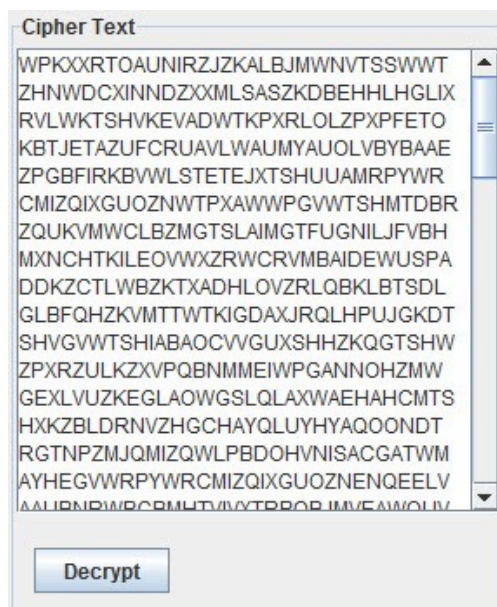 Cipher Text
WPKXXRTOAUNIRZJZKALBJMWNVTSSWWT
ZHNWDCXINNDZXXMLSASZKDBEHHLHGLIX
RVLWKTSHVKEVADWTKPXRLOLZPXPFETO
KBTJETAZUFCRUAVLWAUMYAUOLVBYBAAE
ZPGBFIRKBVWLSTETEJXTSHUUAMRPYWR
CMIZQIXGUOZNWTPXAWWPGVWTSHMTDBR
ZQUKVMWCLBZMGTSLAIMGTFUGNILJFVBH
MXNCHTKILEOVWXZRWCRVMBAIDEWUSPA
DDKZCTLWBZKTXADHLOVZRLQBKLBTSDL
GLBFQHZKVMTTWTKIGDAXJRQLHPUJGKDT
SHVGVWTSHIABAOCVVGUXSHHZKQGTSHW
ZPXRZULKZXVPQBNMMEIWPGANNOHZMW
GEXLVUZKEGLAOWGSLQLAXWAEHAHCMTS
HXKZBLDRNVZHGCHAYQLUYHYAQOONDT
RGTNPZMJQMIZQWLPBDOHVNISACGATWM
AYHEGVWRPYWRCMIZQIXGUOZNENQEELV
Decrypt